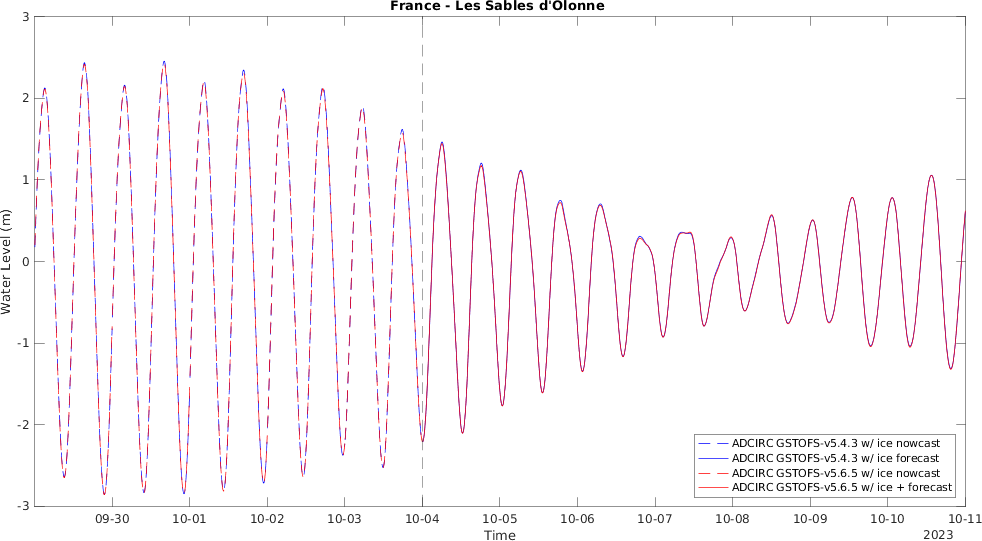 France - Les Sables d'Olonne
3
2
1
0
-1
-2
-3
Water Level (m)
09-30 10-01 10-02 10-03 10-04 10-05 10-06 10-07 10-08 10-09 10-10 10-11
Time
2023
ADCIRC GSTOFS-v5.4.3 w/ ice nowcast
ADCIRC GSTOFS-v5.4.3 w/ ice forecast
ADCIRC GSTOFS-v5.6.5 w/ ice nowcast
ADCIRC GSTOFS-v5.6.5 w/ ice + forecast